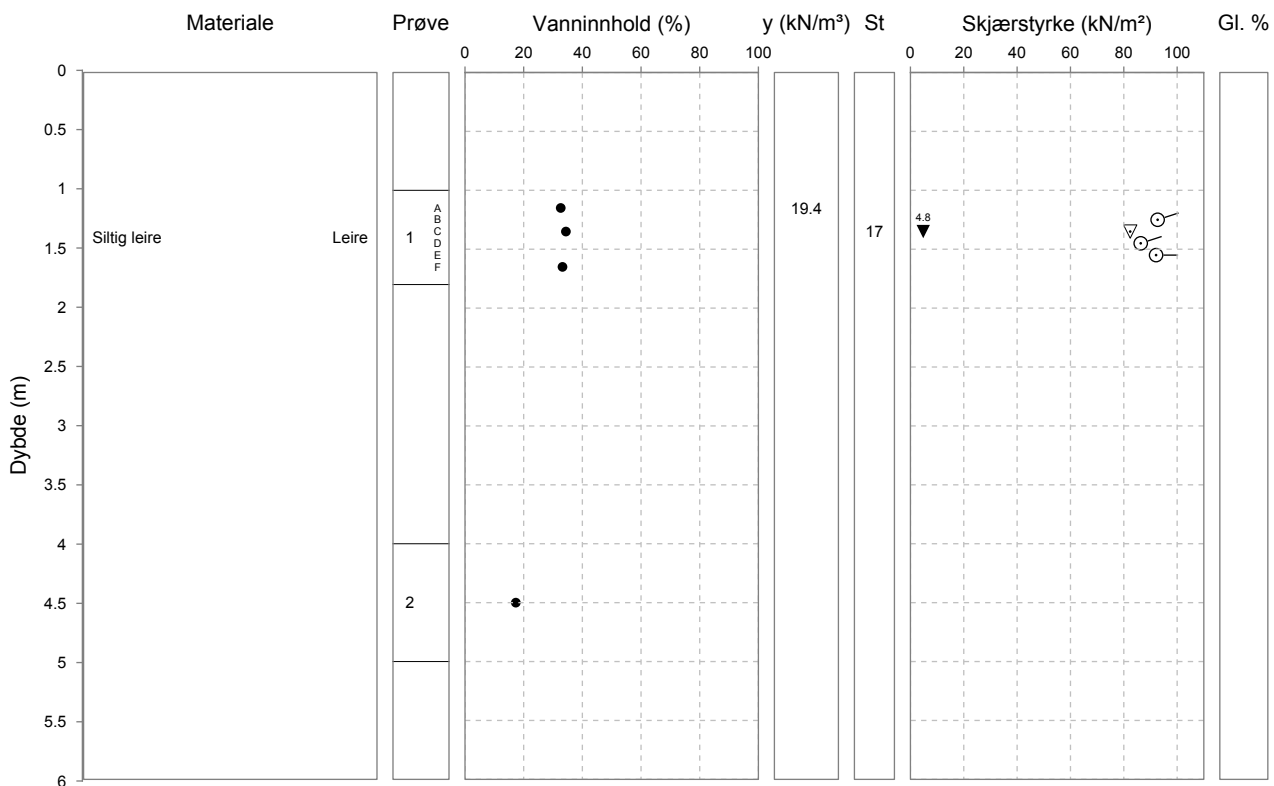 Materiale Prøve Vanninnhold (%) y (kN/m³) St Skjærstyrke (kN/m²) Gl. %
0 20 40 60 80 100 0 20 40 60 80 100
0
0.5
1
A 19.4
B 4.8
Siltig leire Leire 1 C 17
D
1.5
E
F
2
2.5
3
Dybde (m)
3.5
4
4.5 2
5
5.5
6